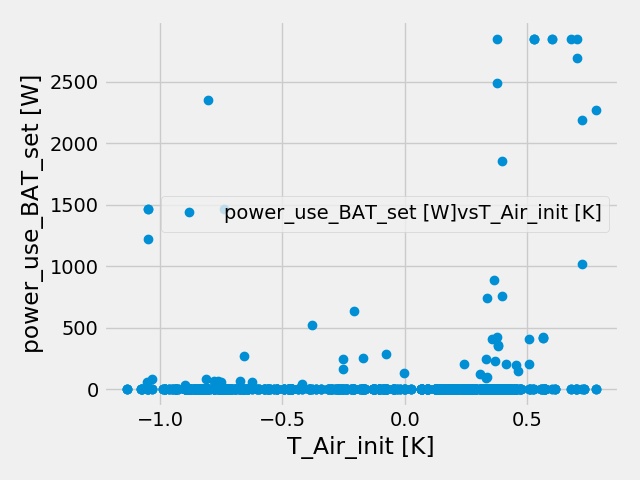 2500
2000
1500
1000
500
0
power_use_BAT_set [W]
power_use_BAT_set [W]vsT_Air_init [K]
−1.0 −0.5 0.0 0.5
T_Air_init [K]